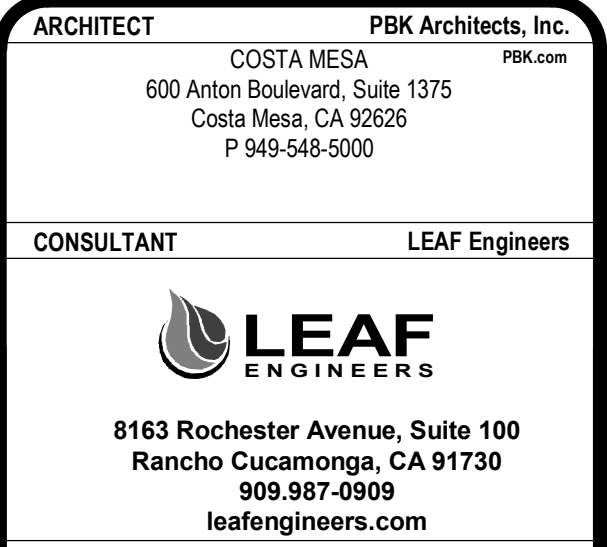 ARCHITECT PBK Architects, Inc.
COSTA MESA PBK.com
600 Anton Boulevard, Suite 1375
Costa Mesa, CA 92626
P 949-548-5000
CONSULTANT LEAF Engineers
LEAF
ENGINEERS
8163 Rochester Avenue, Suite 100
Rancho Cucamonga, CA 91730
909.987-0909
leafengineers.com